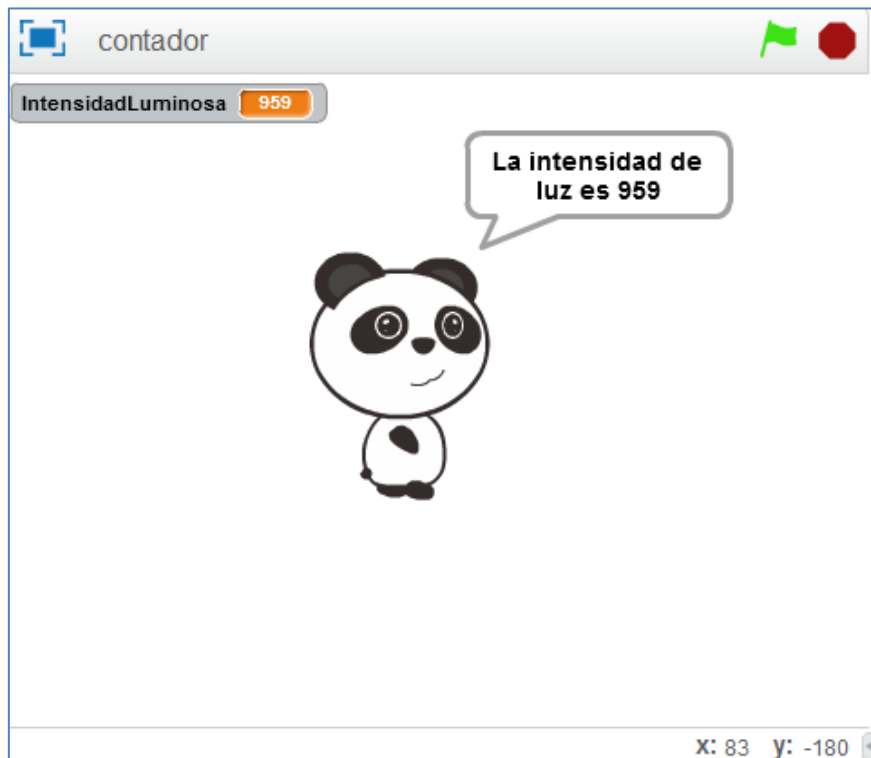 contador
IntensidadLuminosa 959
La intensidad de
luz es 959
x: 83 y: -180